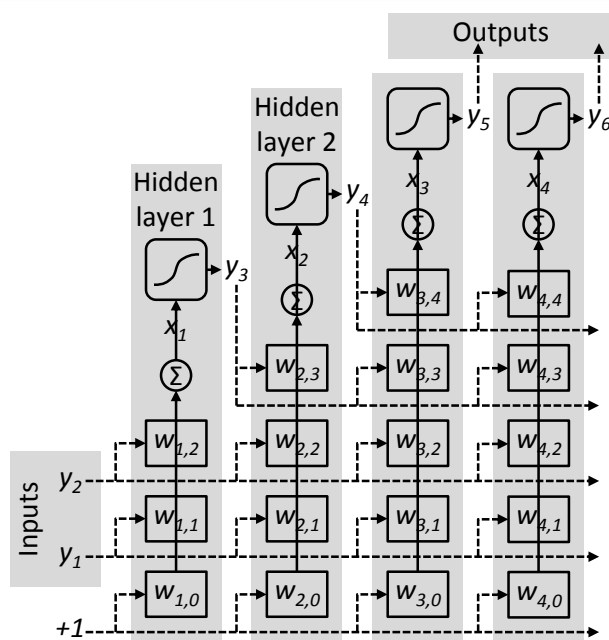 Outputs
y5 y6
Hidden
layer 2
x3 x4
Hidden
layer 1
y4
Σ Σ
x2
y3
w3,4 w4,4
Σ
x1
w2,3 w3,3 w4,3
Σ
w1,2 w2,2 w3,2 w4,2
Inputs
y2
w1,1 w2,1 w3,1 w4,1
y1
w1,0 w2,0 w3,0 w4,0
+1